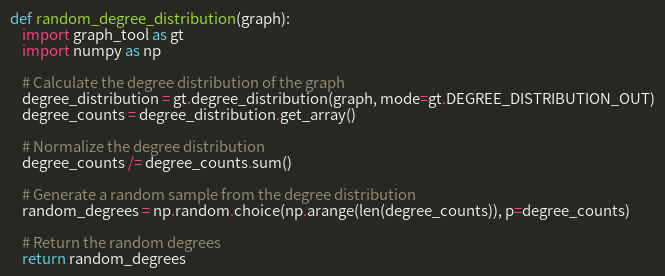 def random_degree_distribution(graph):
    import graph_tool as gt
    import numpy as np

    # Calculate the degree distribution of the graph
    degree_distribution = gt.degree_distribution(graph, mode=gt.DEGREE_DISTRIBUTION_OUT)
    degree_counts = degree_distribution.get_array()

    # Normalize the degree distribution
    degree_counts /= degree_counts.sum()

    # Generate a random sample from the degree distribution
    random_degrees = np.random.choice(np.arange(len(degree_counts)), p=degree_counts)

    # Return the random degrees
    return random_degrees